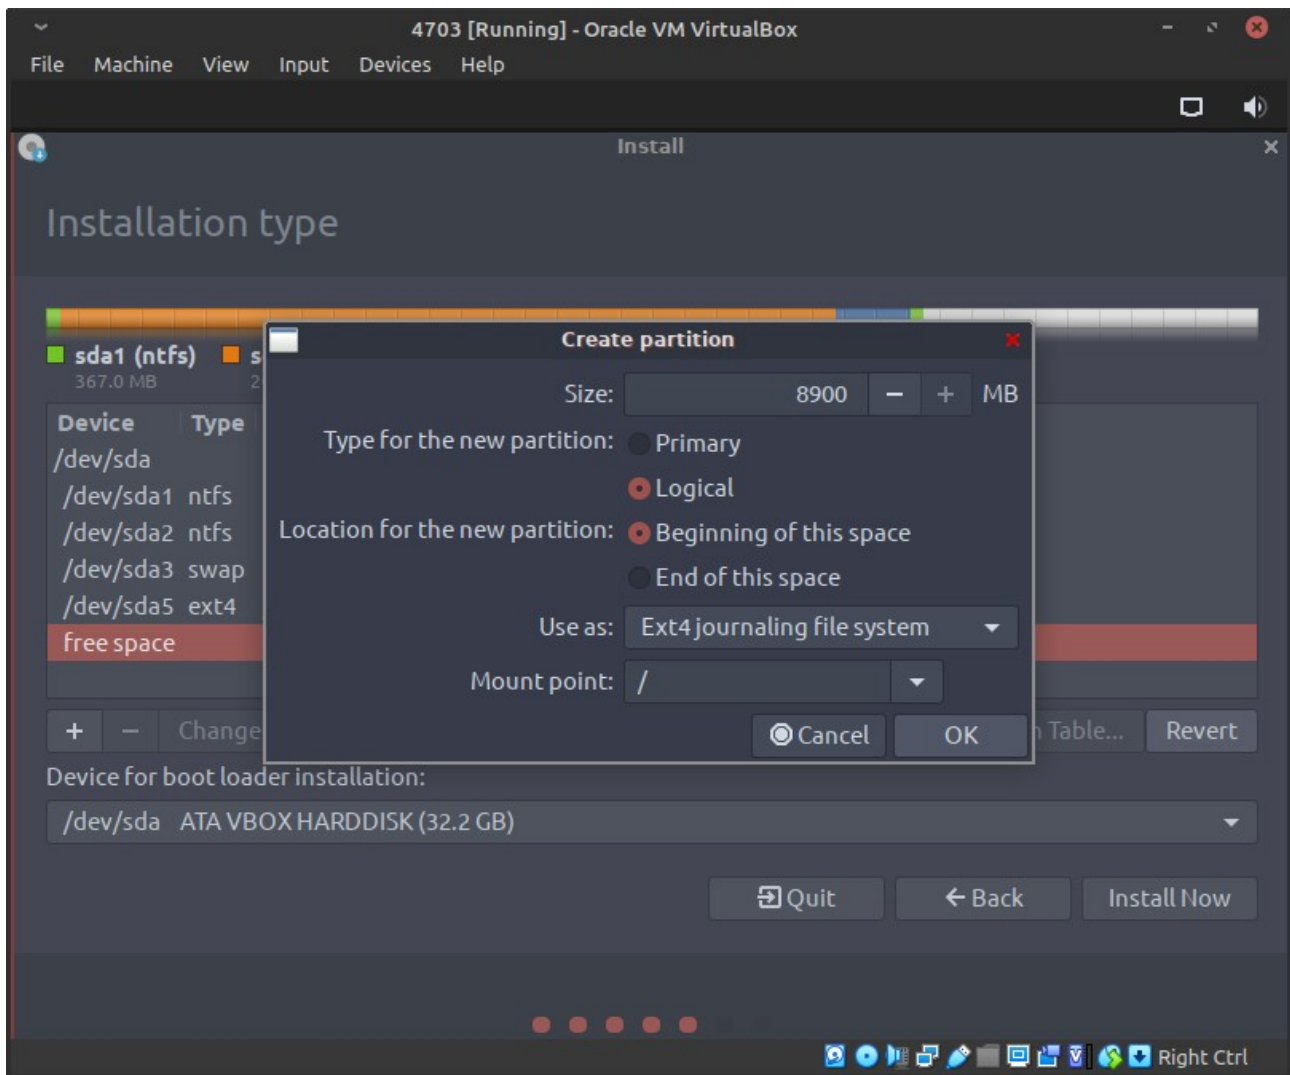 4703 [Running] - Oracle VM VirtualBox
File Machine View Input Devices Help
Install
Installation type
sda1 (ntfs)
367.0 MB
Create partition
Size: 8900 − + MB
Type for the new partition: Primary
Logical
Location for the new partition: Beginning of this space
End of this space
Use as: Ext4 journaling file system
Mount point: /
Cancel OK
Device Type
/dev/sda
/dev/sda1 ntfs
/dev/sda2 ntfs
/dev/sda3 swap
/dev/sda5 ext4
free space
+ − Change Table... Revert
Device for boot loader installation:
/dev/sda ATA VBOX HARDDISK (32.2 GB)
Quit Back Install Now
Right Ctrl